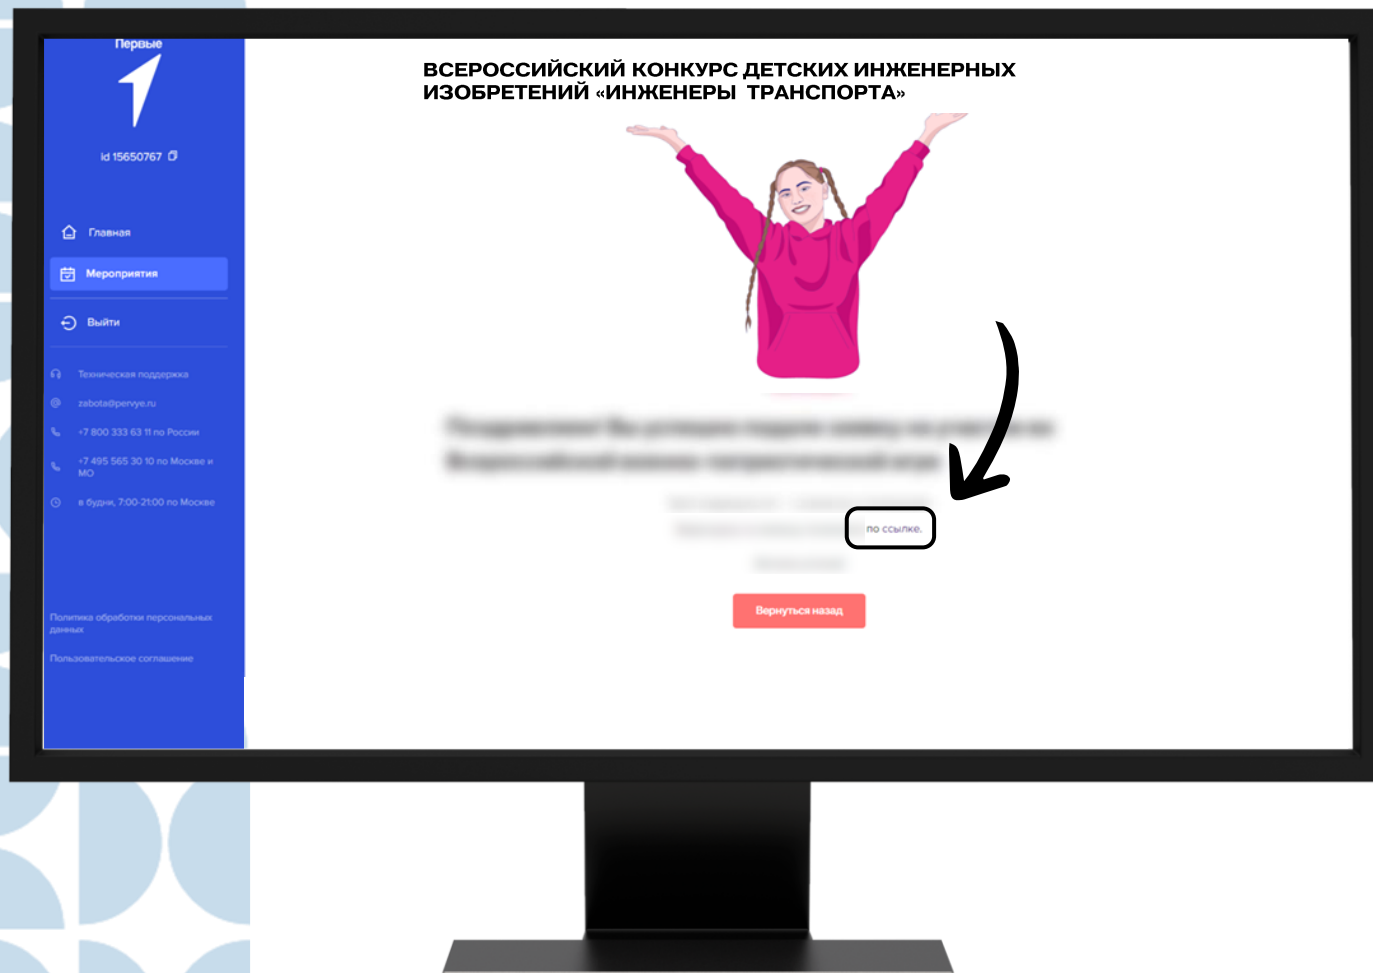 Первые
id 15650767
Главная
Мероприятия
Выйти
Техническая поддержка
zabota@pervye.ru
+7 800 333 63 11 по России
+7 495 565 30 10 по Москве и
МО
в будни, 7:00-21:00 по Москве
Политика обработки персональных
данных
Пользовательское соглашение
ВСЕРОССИЙСКИЙ КОНКУРС ДЕТСКИХ ИНЖЕНЕРНЫХ
ИЗОБРЕТЕНИЙ «ИНЖЕНЕРЫ ТРАНСПОРТА»
по ссылке.
Вернуться назад